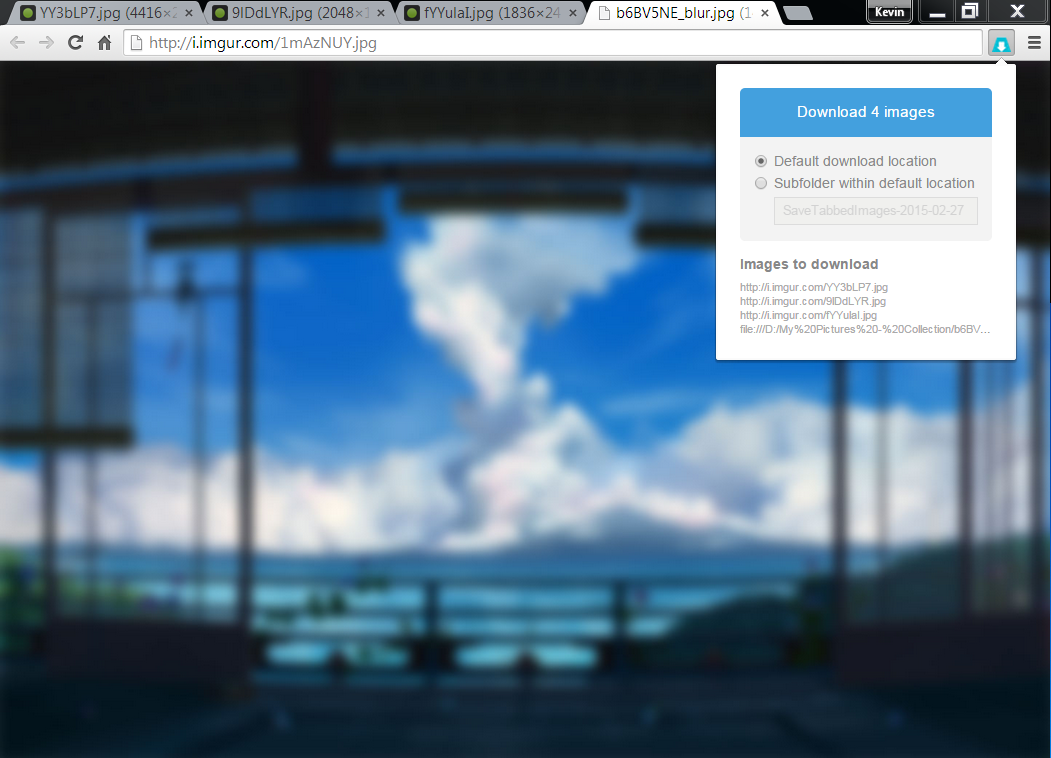 YY3bLP7.jpg (4416×2
9IDdLYR.jpg (2048×1
fYYulaI.jpg (1836×24
b6BV5NE_blur.jpg (1
Kevin
http://i.imgur.com/1mAzNUY.jpg
Download 4 images
Default download location
Subfolder within default location
SaveTabbedImages-2015-02-27
Images to download
http://i.imgur.com/YY3bLP7.jpg
http://i.imgur.com/9IDdLYR.jpg
http://i.imgur.com/fYYulaI.jpg
file:///D:/My%20Pictures%20-%20Collection/b6BV...